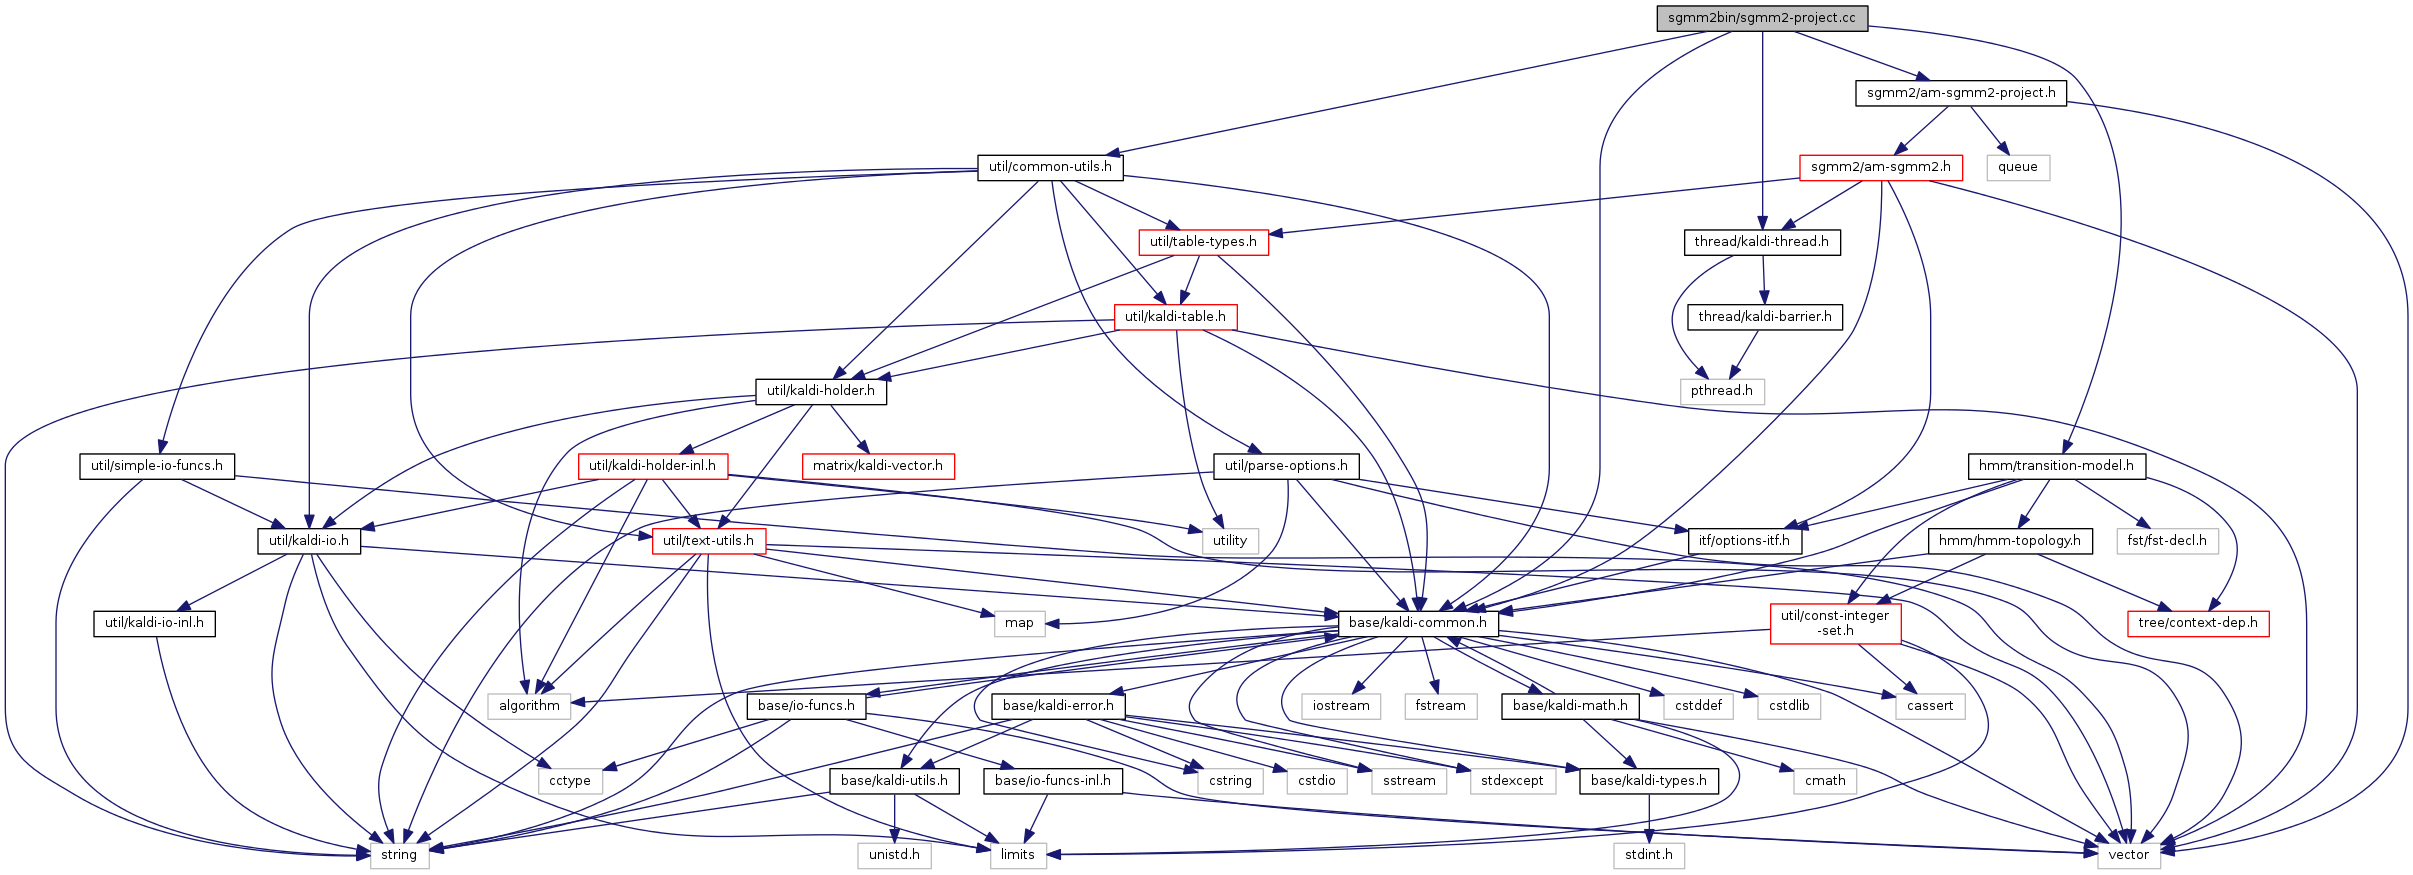 sgmm2bin/sgmm2-project.cc
sgmm2/am-sgmm2-project.h
util/common-utils.h
sgmm2/am-sgmm2.h
queue
util/table-types.h
thread/kaldi-thread.h
util/kaldi-table.h
thread/kaldi-barrier.h
util/kaldi-holder.h
pthread.h
util/simple-io-funcs.h
util/kaldi-holder-inl.h
matrix/kaldi-vector.h
util/parse-options.h
hmm/transition-model.h
util/kaldi-io.h
util/text-utils.h
utility
itf/options-itf.h
hmm/hmm-topology.h
fst/fst-decl.h
util/kaldi-io-inl.h
map
base/kaldi-common.h
util/const-integer
-set.h
tree/context-dep.h
algorithm
base/io-funcs.h
base/kaldi-error.h
iostream
fstream
base/kaldi-math.h
cstddef
cstdlib
cassert
cctype
base/kaldi-utils.h
base/io-funcs-inl.h
cstring
cstdio
sstream
stdexcept
base/kaldi-types.h
cmath
string
unistd.h
limits
stdint.h
vector